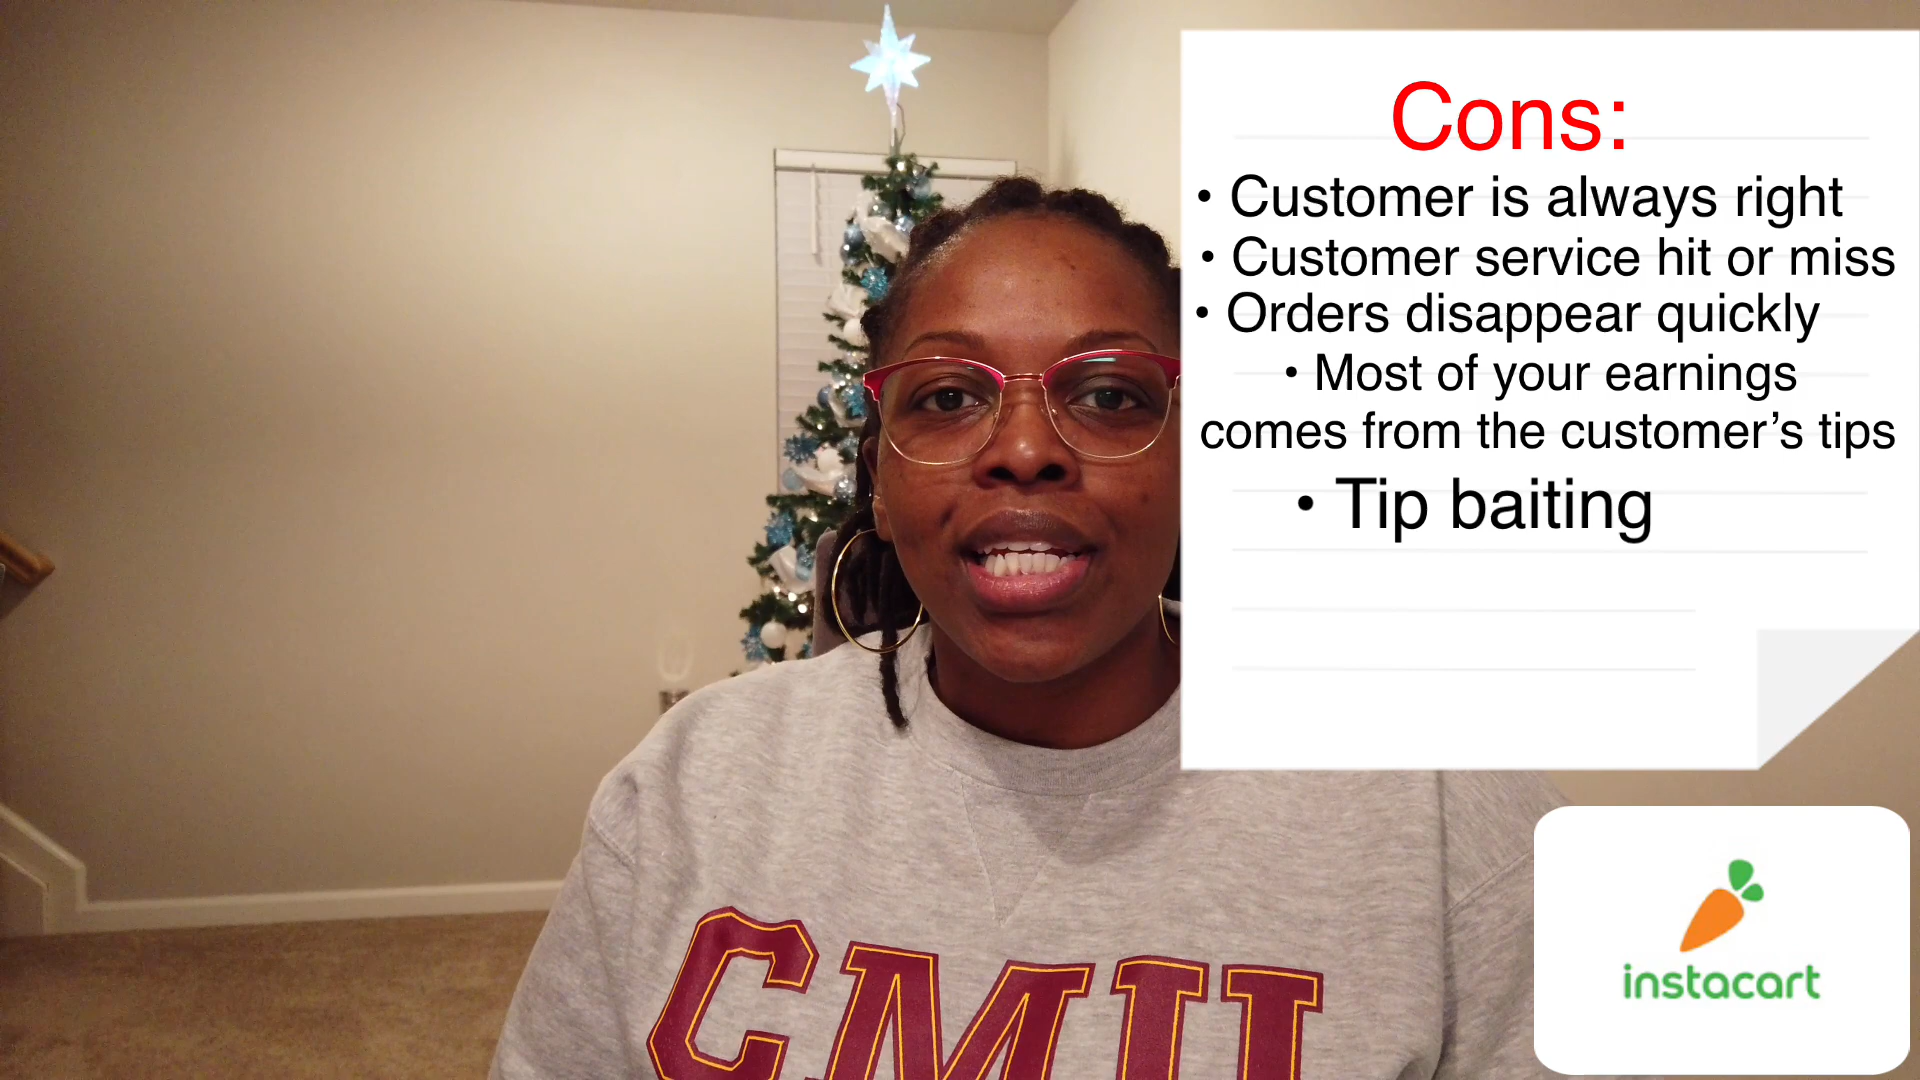 Cons:
• Customer is always right
• Customer service hit or miss
• Orders disappear quickly
• Most of your earnings
comes from the customer’s tips
• Tip baiting
instacart